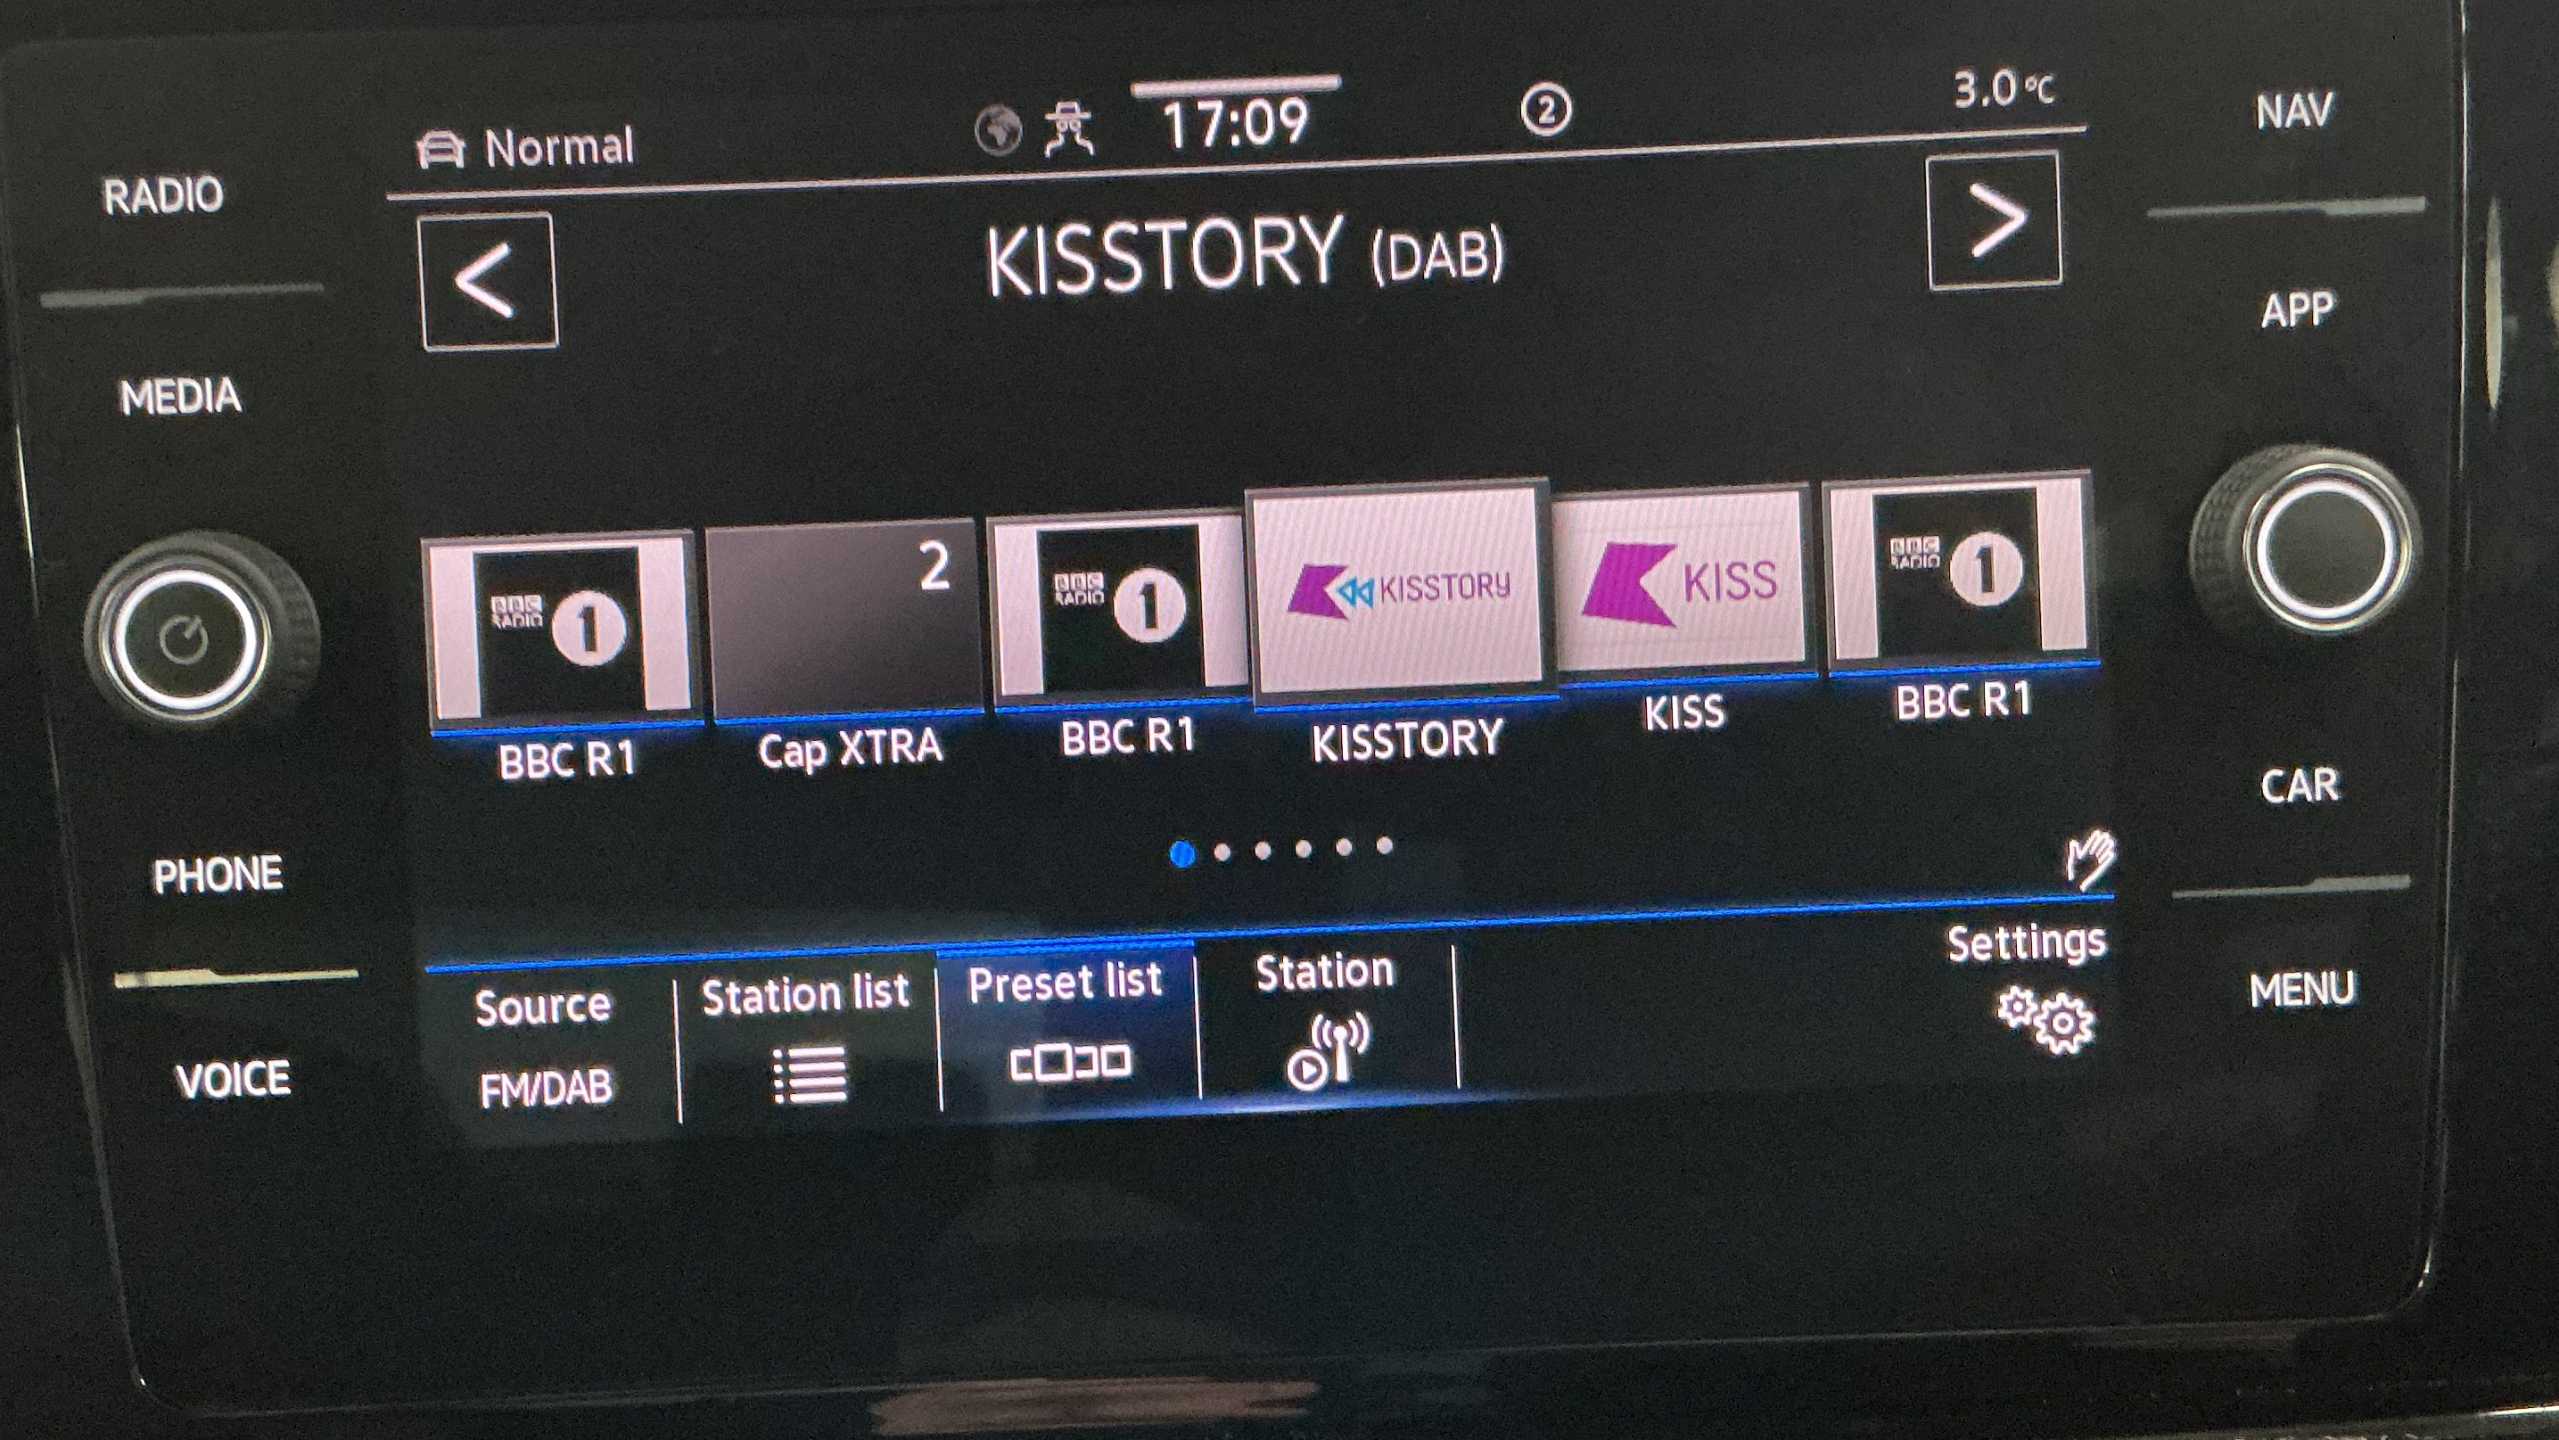 Normal 17:09 2 3.0°C
RADIO
MEDIA
PHONE
VOICE
KISSTORY (DAB)
BBC RADIO 1
2
BBC RADIO 1
KISSTORY
KISS
BBC RADIO 1
BBC R1
Cap XTRA
BBC R1
KISSTORY
KISS
BBC R1
Source
FM/DAB
Station list
Preset list
Station
Settings
NAV
APP
CAR
MENU